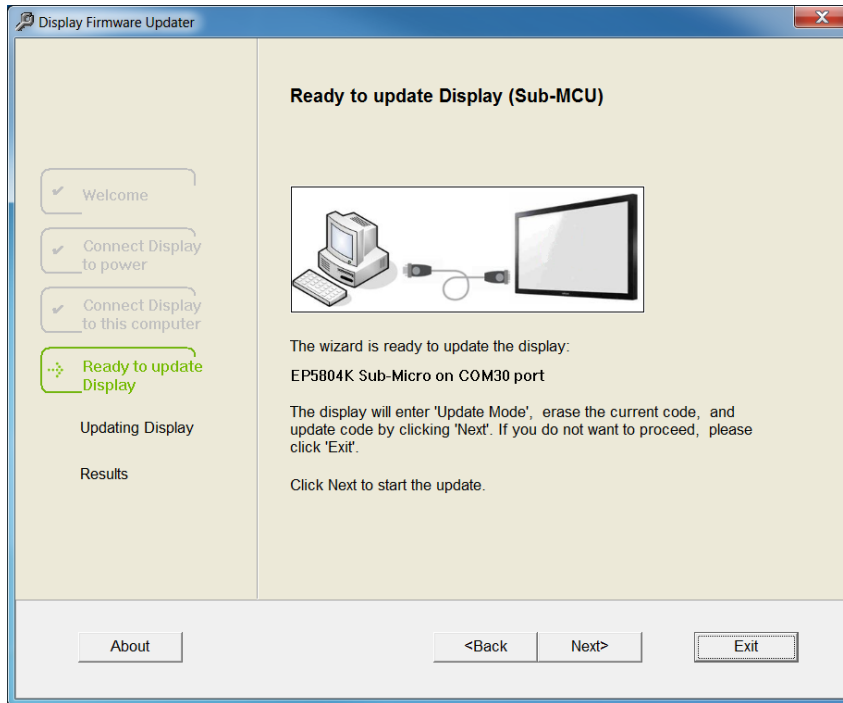 Display Firmware Updater
Ready to update Display (Sub-MCU)
Welcome
Connect Display
to power
Connect Display
to this computer
Ready to update
Display
Updating Display
Results
The wizard is ready to update the display:
EP5804K Sub-Micro on COM30 port
The display will enter 'Update Mode', erase the current code, and
update code by clicking 'Next'. If you do not want to proceed, please
click 'Exit'.
Click Next to start the update.
About
<Back
Next>
Exit